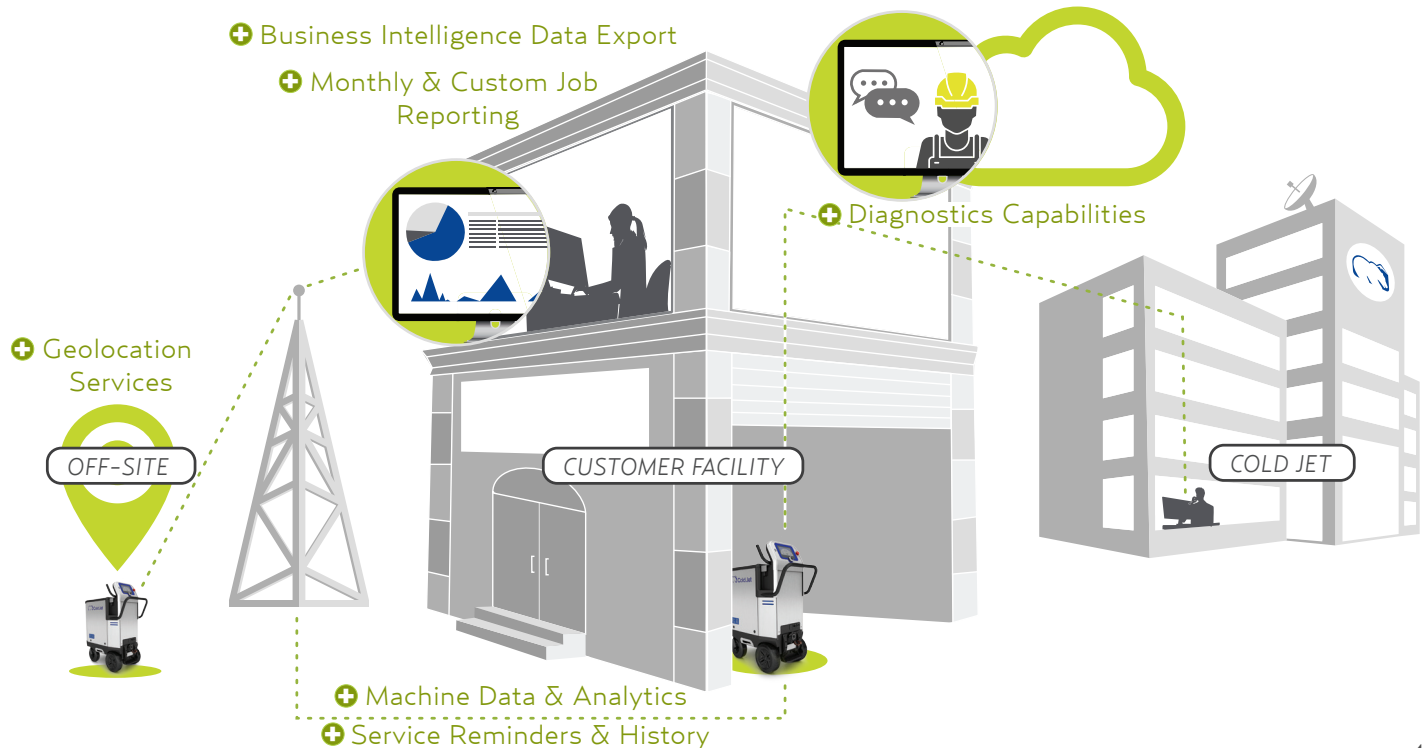 Business Intelligence Data Export
Monthly & Custom Job
Reporting
Diagnostics Capabilities
Geolocation
Services
OFF-SITE
CUSTOMER FACILITY
COLD JET
Machine Data & Analytics
Service Reminders & History